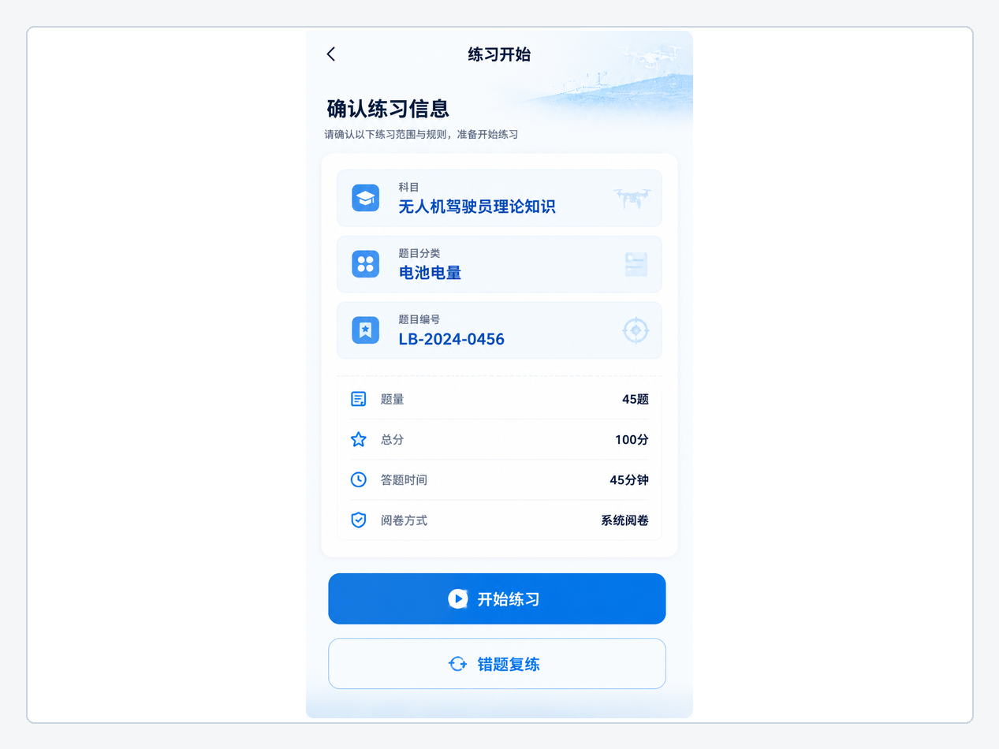 练习开始
确认练习信息
请确认以下练习范围与规则，准备开始练习
科目
无人机驾驶员理论知识
题目分类
电池电量
题目编号
LB-2024-0456
题量 45题
总分 100分
答题时间 45分钟
阅卷方式 系统阅卷
开始练习
错题复练